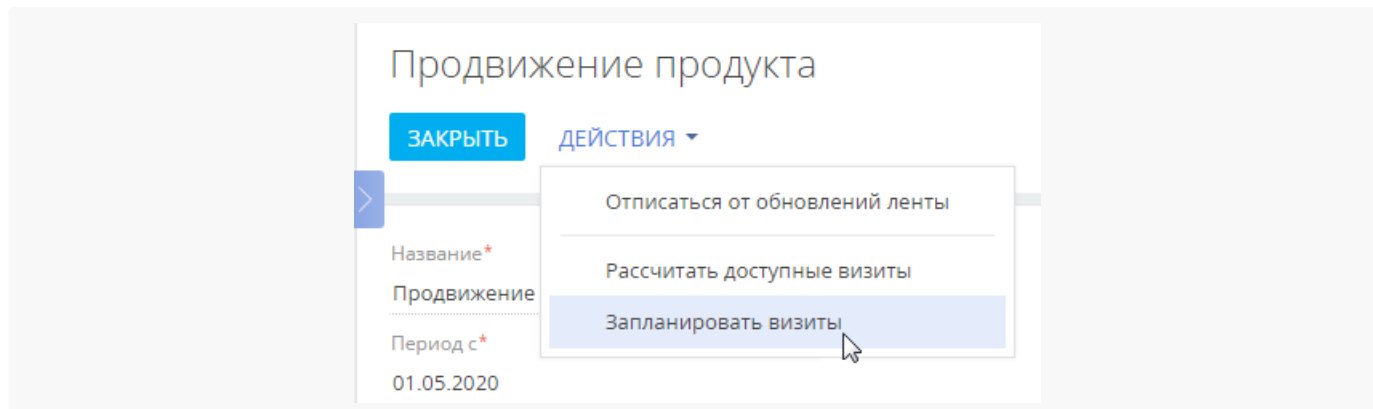 Продвижение продукта
ЗАКРЫТЬ ДЕЙСТВИЯ
Отписаться от обновлений ленты
Название*
Рассчитать доступные визиты
Продвижение
Запланировать визиты
Период с*
01.05.2020